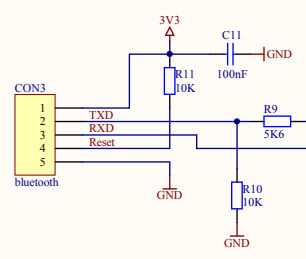 3V3
C11
GND
100nF
R11
10K
CON3
1
2
3
4
5
TXD
RXD
Reset
R9
5K6
bluetooth
GND
R10
10K
GND